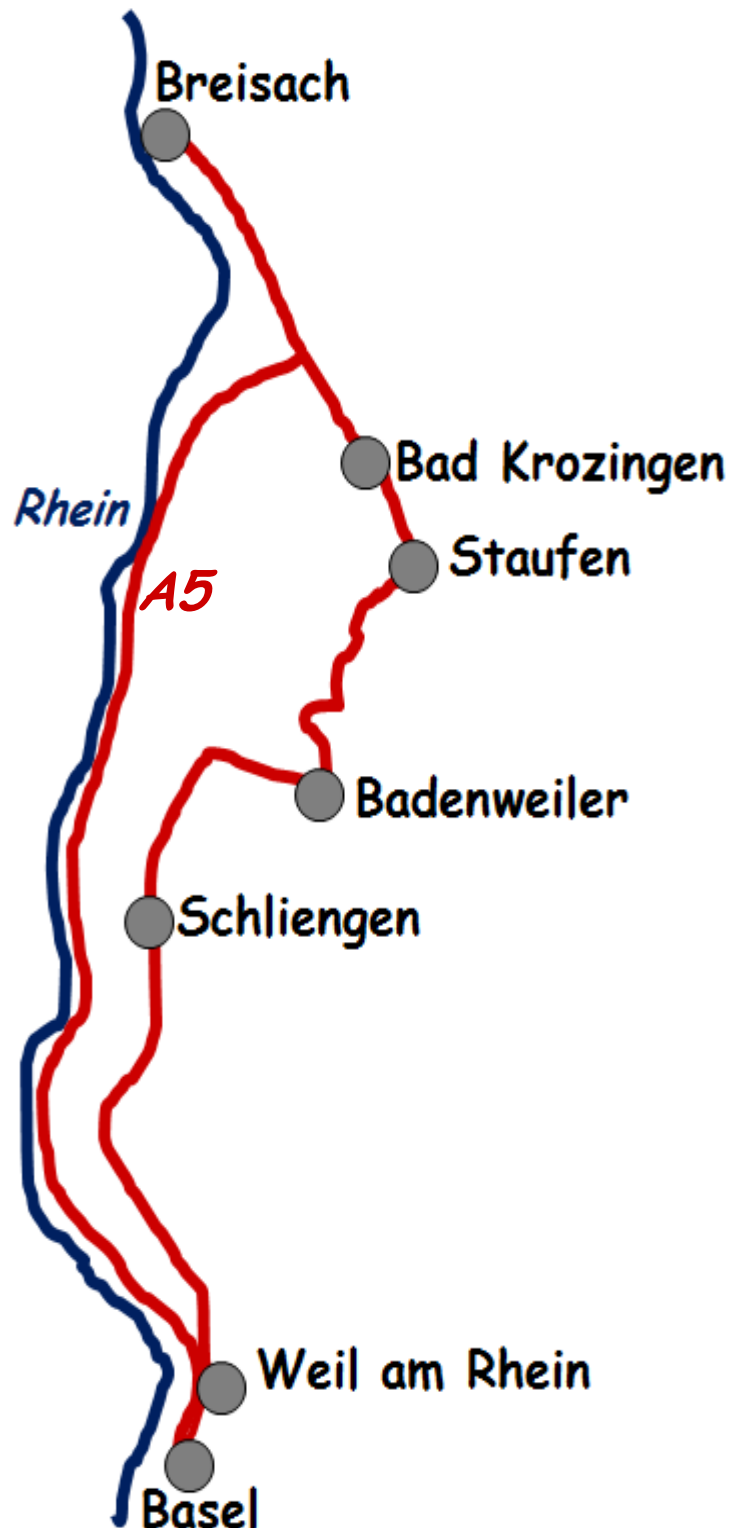 Breisach
Bad Krozingen
Rhein
Staufen
A5
Badenweiler
Schliengen
Weil am Rhein
Basel